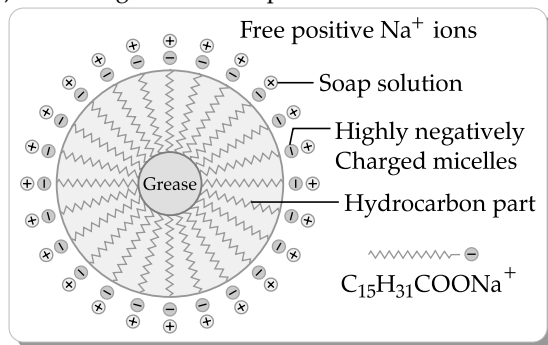 Free positive Na⁺ ions
Soap solution
Highly negatively
Charged micelles
Grease
Hydrocarbon part
C₁₅H₃₁COONa⁺